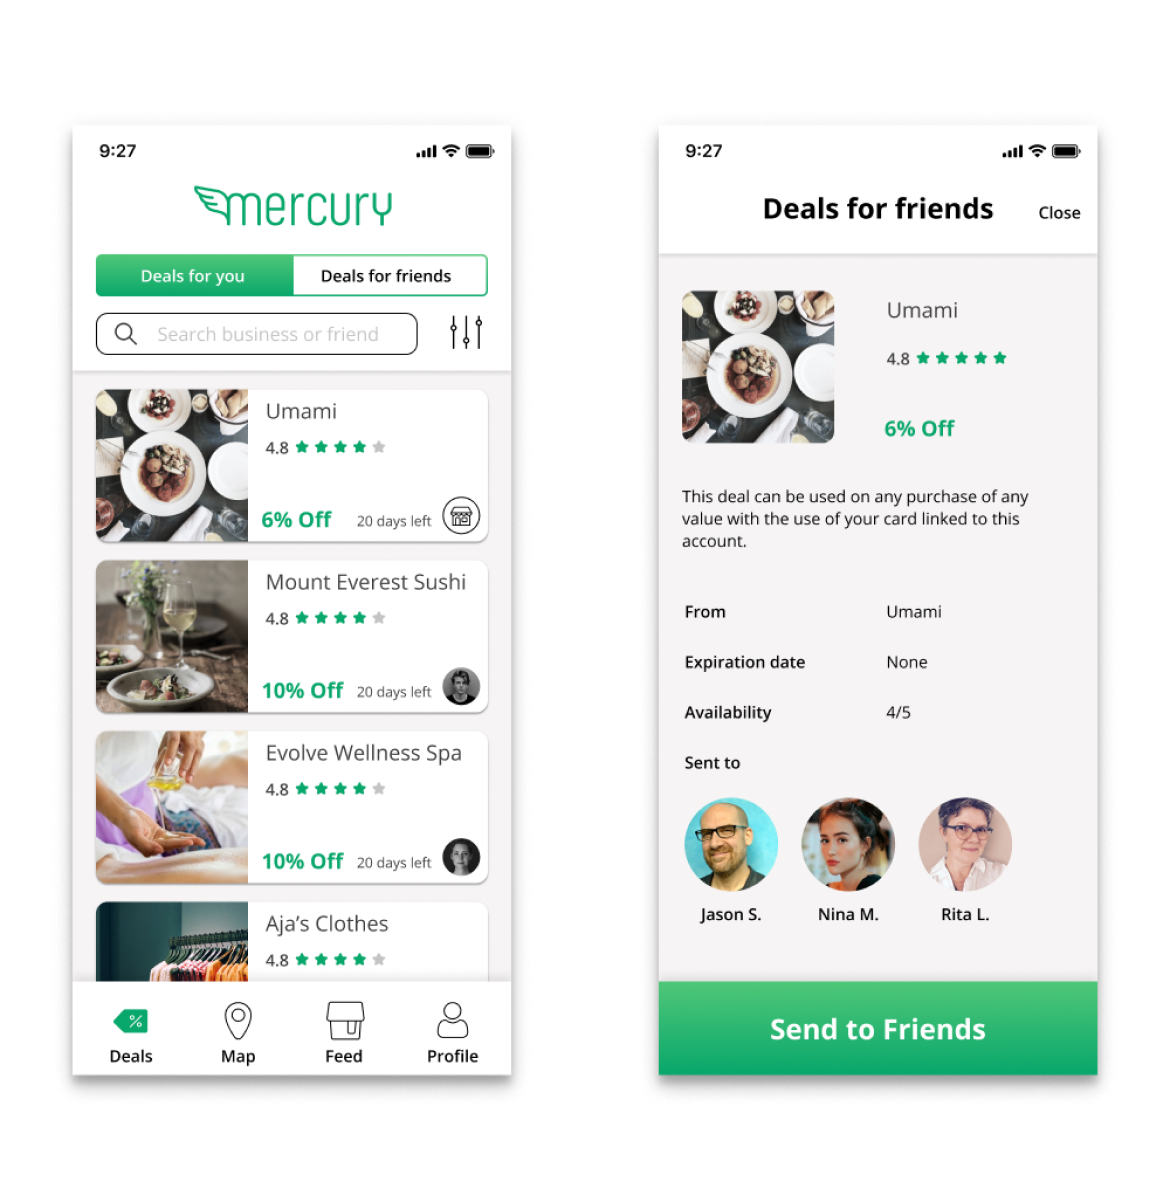 9:27
mercury
Deals for you
Deals for friends
Search business or friend
Umami
4.8
6% Off
20 days left
Mount Everest Sushi
4.8
10% Off
20 days left
Evolve Wellness Spa
4.8
10% Off
20 days left
Aja's Clothes
4.8
%
Deals
Map
Feed
Profile
9:27
Deals for friends
Close
Umami
4.8
6% Off
This deal can be used on any purchase of any
value with the use of your card linked to this
account.
From
Umami
Expiration date
None
Availability
4/5
Sent to
Jason S.
Nina M.
Rita L.
Send to Friends